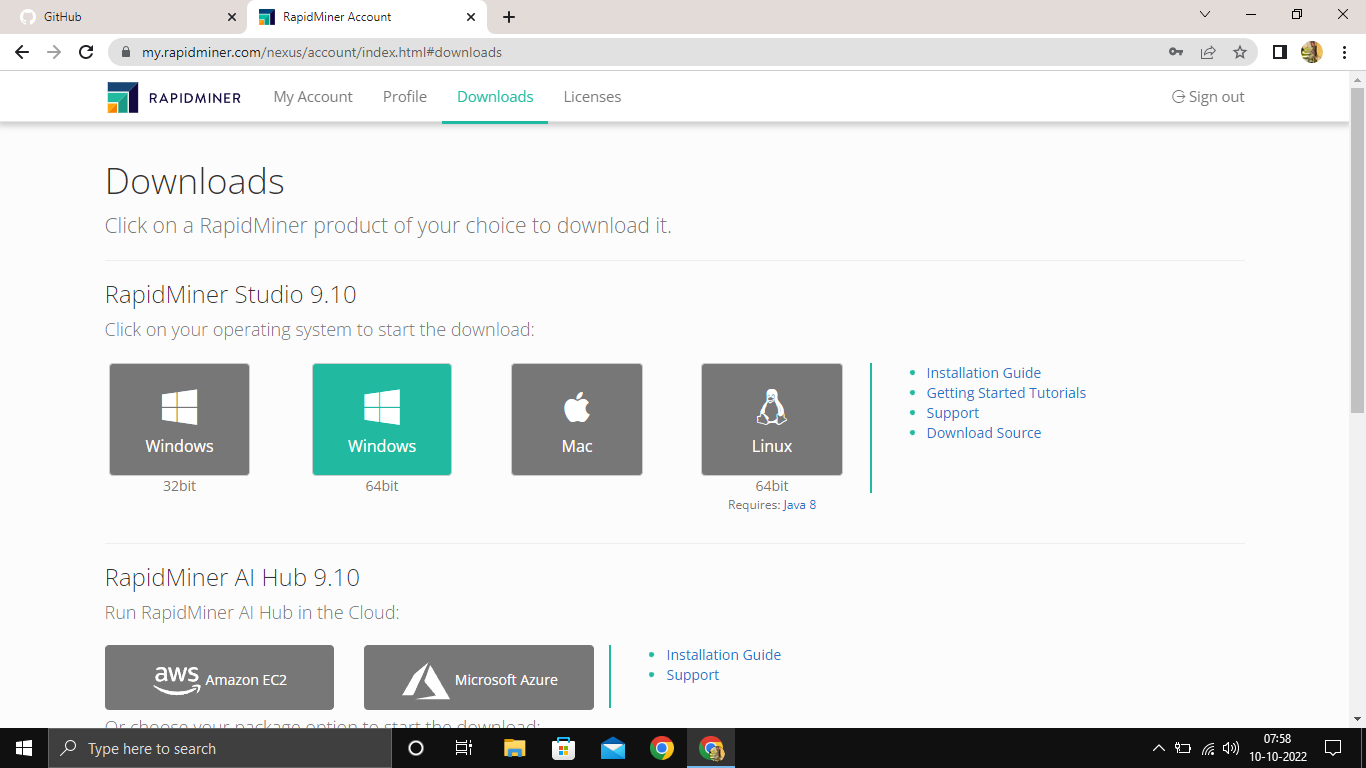 GitHub
RapidMiner Account
my.rapidminer.com/nexus/account/index.html#downloads
RAPIDMINER
My Account
Profile
Downloads
Licenses
Sign out
Downloads
Click on a RapidMiner product of your choice to download it.
RapidMiner Studio 9.10
Click on your operating system to start the download:
Windows
Windows
Mac
Linux
32bit
64bit
64bit
Requires: Java 8
Installation Guide
Getting Started Tutorials
Support
Download Source
RapidMiner AI Hub 9.10
Run RapidMiner AI Hub in the Cloud:
aws Amazon EC2
Microsoft Azure
Installation Guide
Support
Or choose your package option to start the download:
Type here to search
07:58
10-10-2022